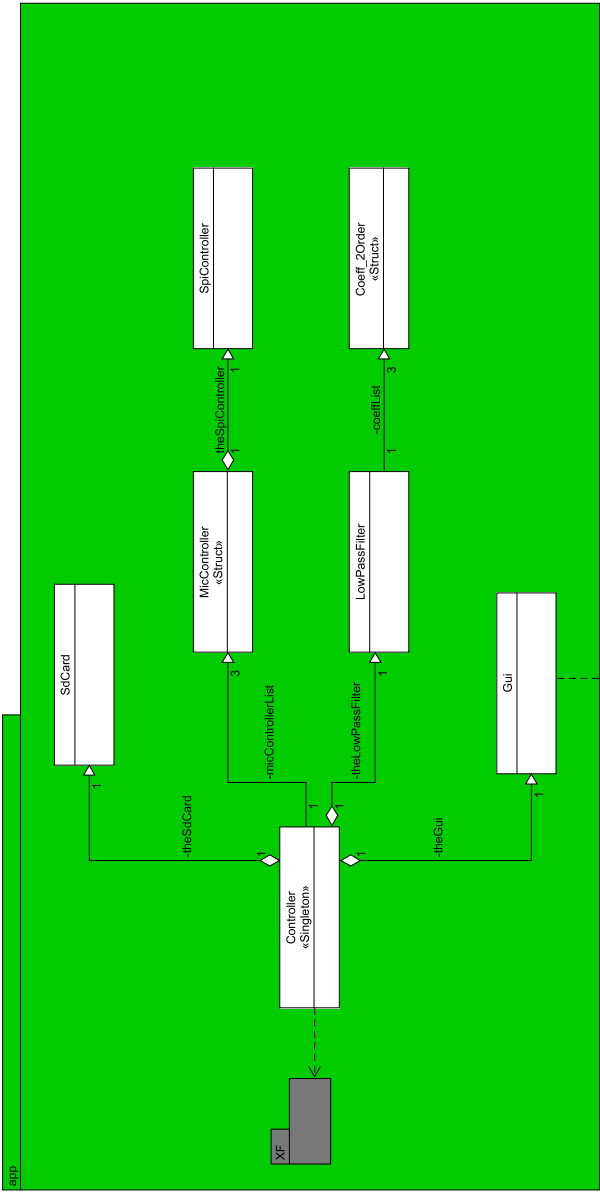 app
XF
Controller
«Singleton»
1
-theSdCard
1
SdCard
1
-micControllerList
3
MicController
«Struct»
1
theSpiController
1
SpiController
1
-theLowPassFilter
1
LowPassFilter
1
-coeffList
3
Coeff_2Order
«Struct»
1
-theGui
1
Gui